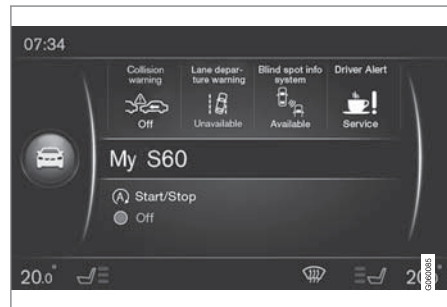 07:34
Collision warning
Lane depar-
ture warning
Blind spot info
system
Driver Alert
Off
Unavailable
Available
Service
My S60
Start/Stop
Off
20.0°
20.
G060085